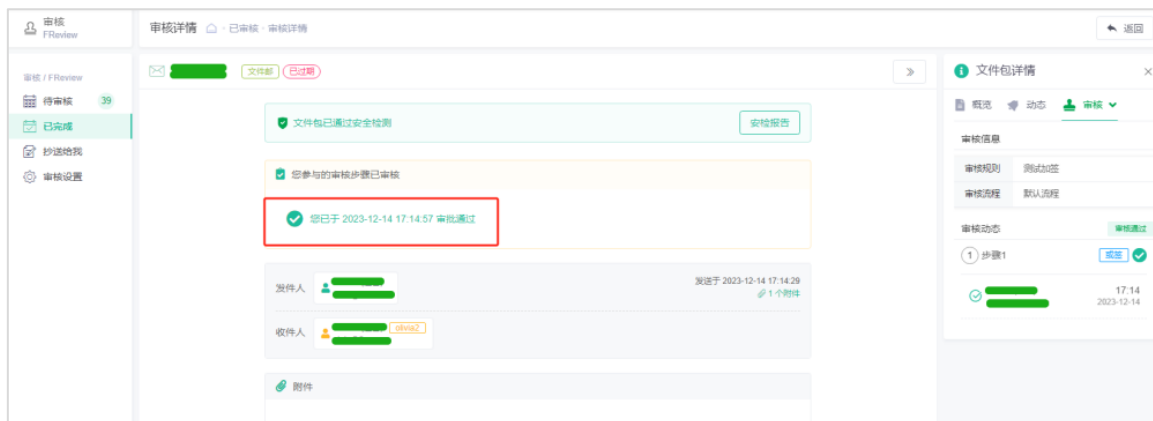 审核
FReview
审核详情 · 已审核 · 审核详情
返回
审核 / FReview
待审核 39
已完成
抄送给我
审核设置
文件邮 已过期
文件包已通过安全检测
安检报告
您参与的审核步骤已审核
您已于 2023-12-14 17:14:57 审批通过
发件人
发送于 2023-12-14 17:14:29
1 个附件
收件人
olivia2
附件
文件包详情
概览 动态 审核
审核信息
审核规则 测试加签
审核流程 默认流程
审核动态 审核通过
1 步骤1 或签
17:14
2023-12-14